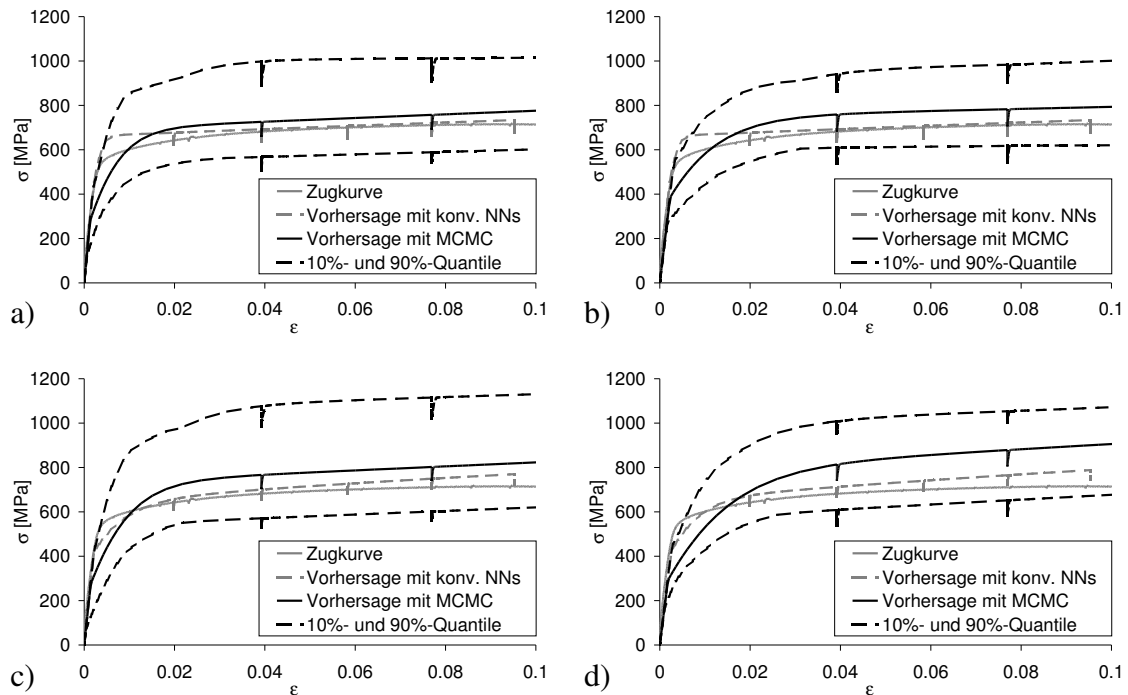 1200
1000
800
600
400
200
0
σ [MPa]
0
0.02
0.04
0.06
0.08
0.1
ε
Zugkurve
Vorhersage mit konv. NNs
Vorhersage mit MCMC
10%- und 90%-Quantile
a)
1200
1000
800
600
400
200
0
σ [MPa]
0
0.02
0.04
0.06
0.08
0.1
ε
Zugkurve
Vorhersage mit konv. NNs
Vorhersage mit MCMC
10%- und 90%-Quantile
b)
1200
1000
800
600
400
200
0
σ [MPa]
0
0.02
0.04
0.06
0.08
0.1
ε
Zugkurve
Vorhersage mit konv. NNs
Vorhersage mit MCMC
10%- und 90%-Quantile
c)
1200
1000
800
600
400
200
0
σ [MPa]
0
0.02
0.04
0.06
0.08
0.1
ε
Zugkurve
Vorhersage mit konv. NNs
Vorhersage mit MCMC
10%- und 90%-Quantile
d)